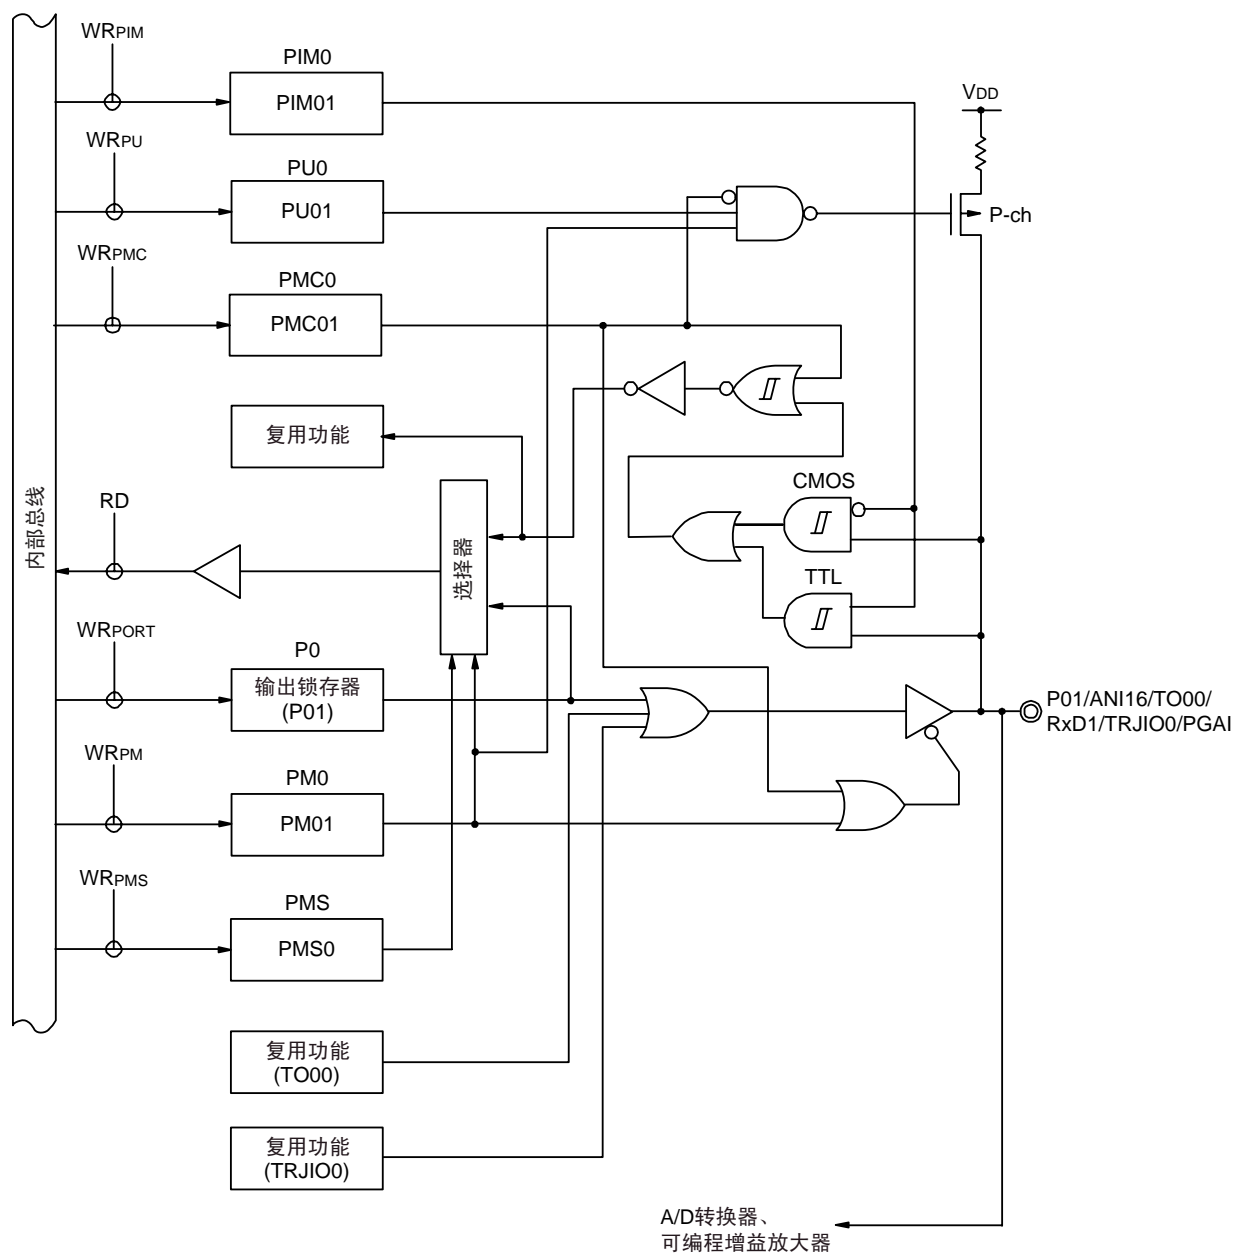 WRPIM
PIM0
PIM01
VDD
WRPU
PU0
PU01
P-ch
WRPMC
PMC0
PMC01
复用功能
CMOS
RD
内部总线
选择器
TTL
WRPORT
P0
输出锁存器
(P01)
P01/ANI16/TO00/
RxD1/TRJIO0/PGAI
WRPM
PM0
PM01
WRPMS
PMS
PMS0
复用功能
(TO00)
复用功能
(TRJIO0)
A/D转换器、
可编程增益放大器